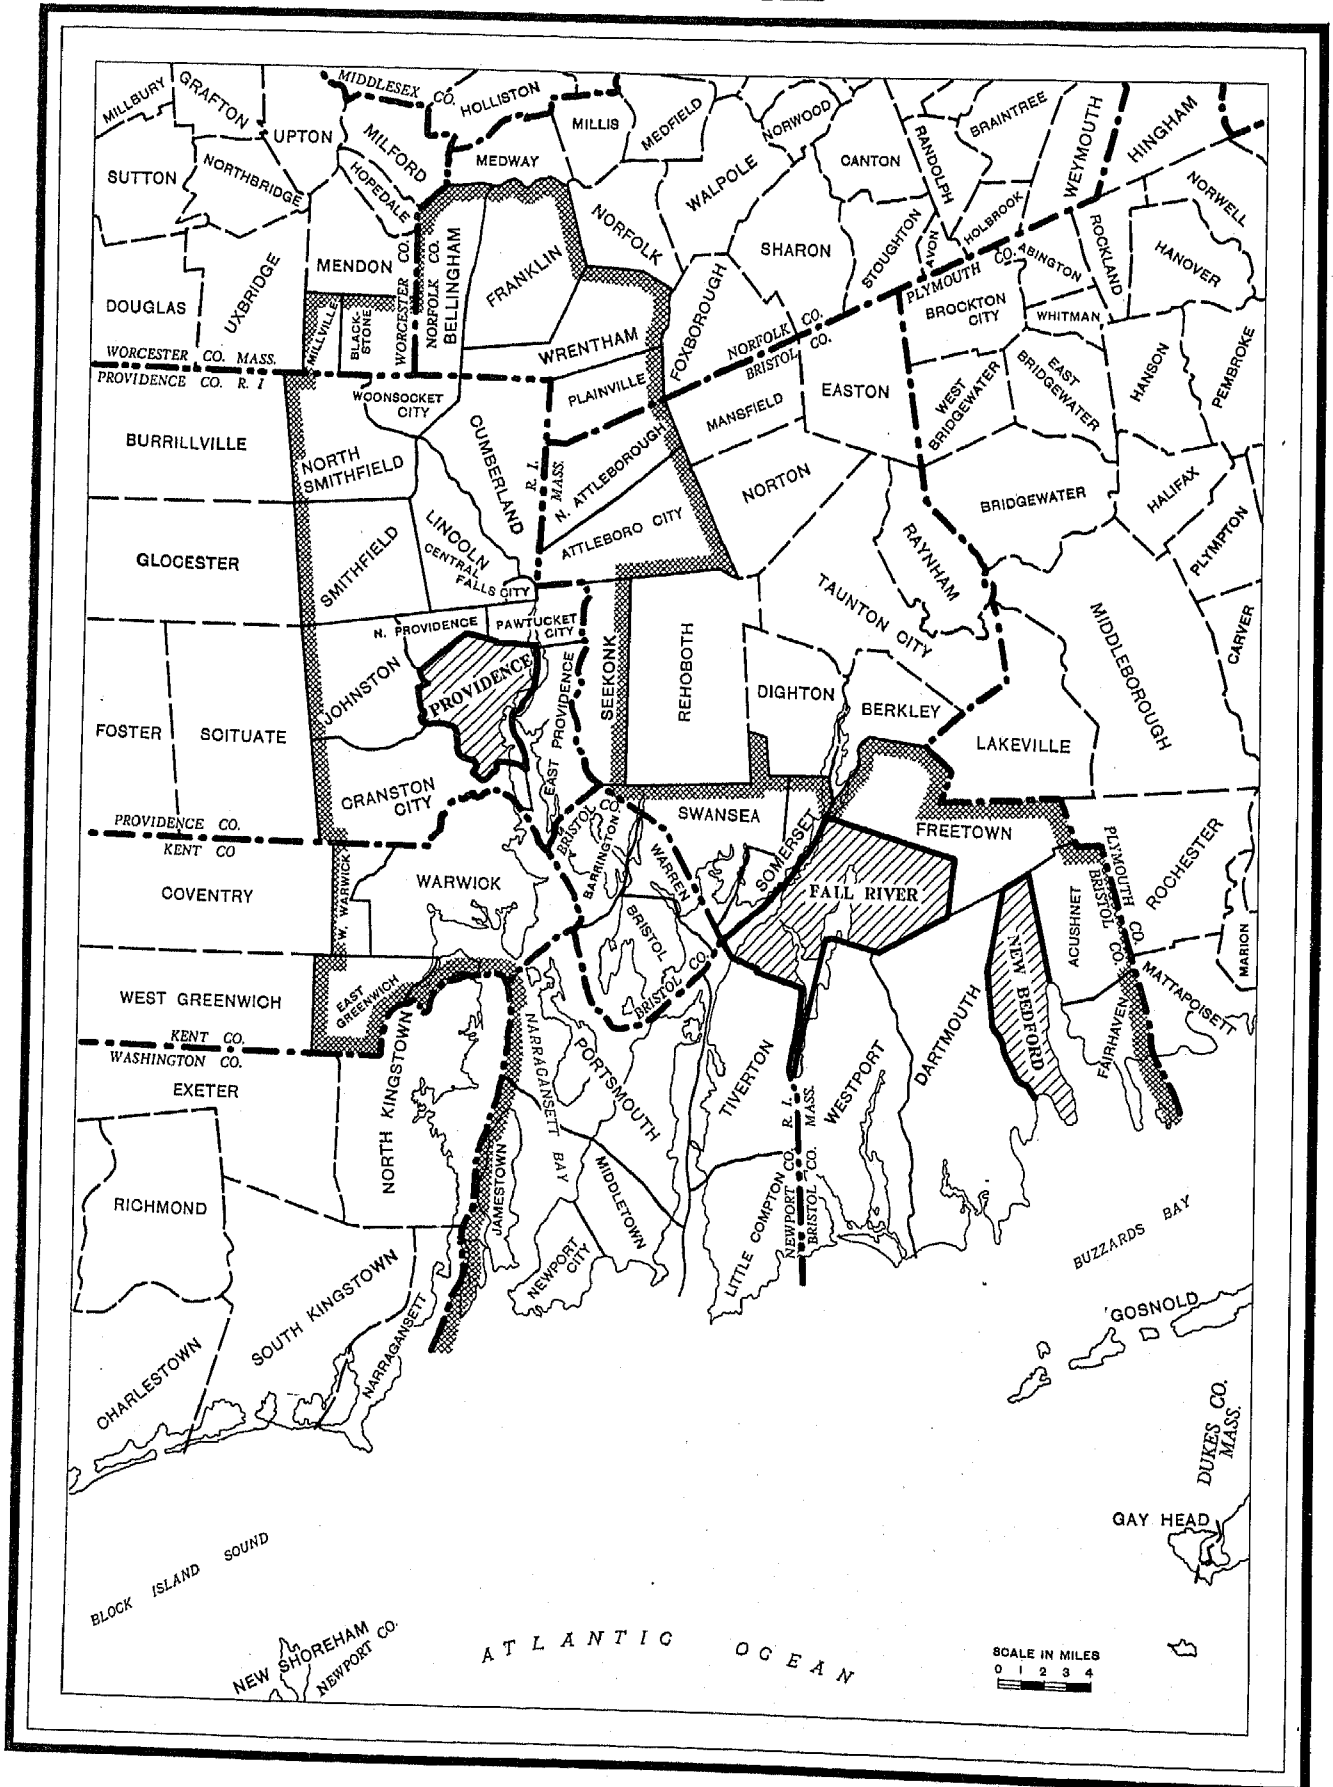 MIDDLESEX CO.
HOLLISTON
MILLBURY
GRAFTON
UPTON
MILFORD
MILLIS
MEDFIELD
NORWOOD
BRAINTREE
WEYMOUTH
HINGHAM
RANDOLPH
CANTON
MEDWAY
SUTTON
NORTHBRIDGE
HOPEDALE
WALPOLE
NORWELL
HOLBROOK
NORFOLK
SHARON
STOUGHTON
AVON
ROCKLAND
HANOVER
ABINGTON
PLYMOUTH CO.
MENDON
WORCESTER CO.
NORFOLK CO.
BELLINGHAM
FRANKLIN
DOUGLAS
UXBRIDGE
MILLVILLE
BLACK-
STONE
FOXBOROUGH
BROCKTON
CITY
WHITMAN
WRENTHAM
NORFOLK CO.
BRISTOL CO.
WORCESTER CO. MASS.
PROVIDENCE CO. R. I
PLAINVILLE
MANSFIELD
EASTON
WEST
BRIDGEWATER
EAST
BRIDGEWATER
HANSON
PEMBROKE
WOONSOCKET
CITY
BURRILLVILLE
NORTH
SMITHFIELD
CUMBERLAND
R. I.
MASS.
N. ATTLEBOROUGH
NORTON
BRIDGEWATER
HALIFAX
PLYMPTON
LINCOLN
ATTLEBORO CITY
RAYNHAM
GLOCESTER
SMITHFIELD
CENTRAL
FALLS CITY
TAUNTON CITY
MIDDLEBOROUGH
CARVER
N. PROVIDENCE
PAWTUCKET
CITY
JOHNSTON
PROVIDENCE
EAST PROVIDENCE
SEEKONK
REHOBOTH
DIGHTON
BERKLEY
LAKEVILLE
FOSTER
SCITUATE
CRANSTON
CITY
PROVIDENCE CO.
KENT CO
BRISTOL CO.
BARRINGTON
SWANSEA
SOMERSET
FREETOWN
PLYMOUTH CO.
BRISTOL CO.
ROCHESTER
COVENTRY
W. WARWICK
WARWICK
WARREN
FALL RIVER
ACUSHNET
MARION
BRISTOL
BRISTOL CO.
NEW BEDFORD
MATTAPOISETT
WEST GREENWICH
EAST
GREENWICH
KENT CO.
WASHINGTON CO.
NARRAGANSETT BAY
PORTSMOUTH
TIVERTON
WESTPORT
DARTMOUTH
FAIRHAVEN
EXETER
NORTH KINGSTOWN
R. I.
MASS.
RICHMOND
JAMESTOWN
MIDDLETOWN
NEWPORT
CITY
LITTLE COMPTON
NEWPORT CO.
BRISTOL CO.
BUZZARDS BAY
SOUTH KINGSTOWN
NARRAGANSETT
GOSNOLD
CHARLESTOWN
DUKES CO.
MASS.
GAY HEAD
BLOCK ISLAND SOUND
NEW SHOREHAM
NEWPORT CO.
ATLANTIC OCEAN
SCALE IN MILES
0 1 2 3 4